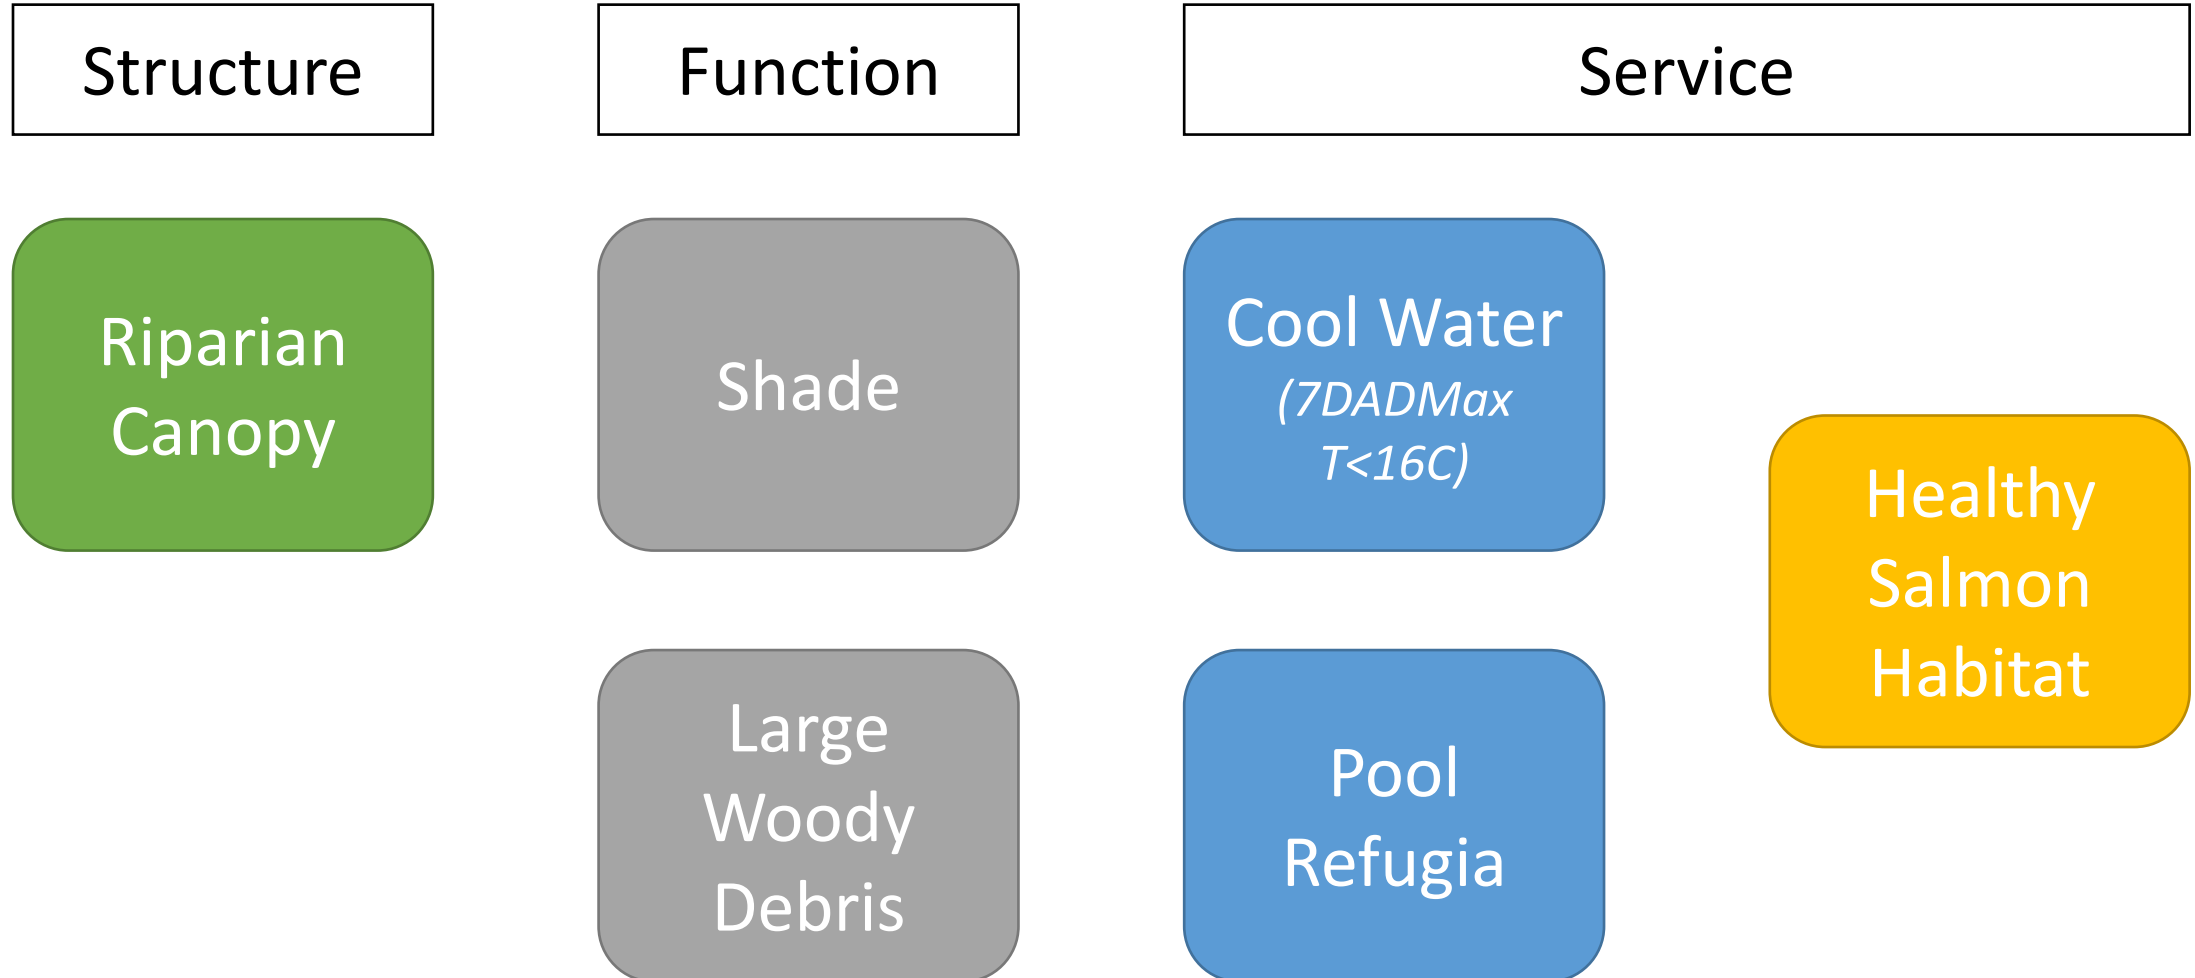 Structure
Function
Service
Riparian
Canopy
Shade
Cool Water
(7DADMax
T<16C)
Healthy
Salmon
Habitat
Large
Woody
Debris
Pool
Refugia